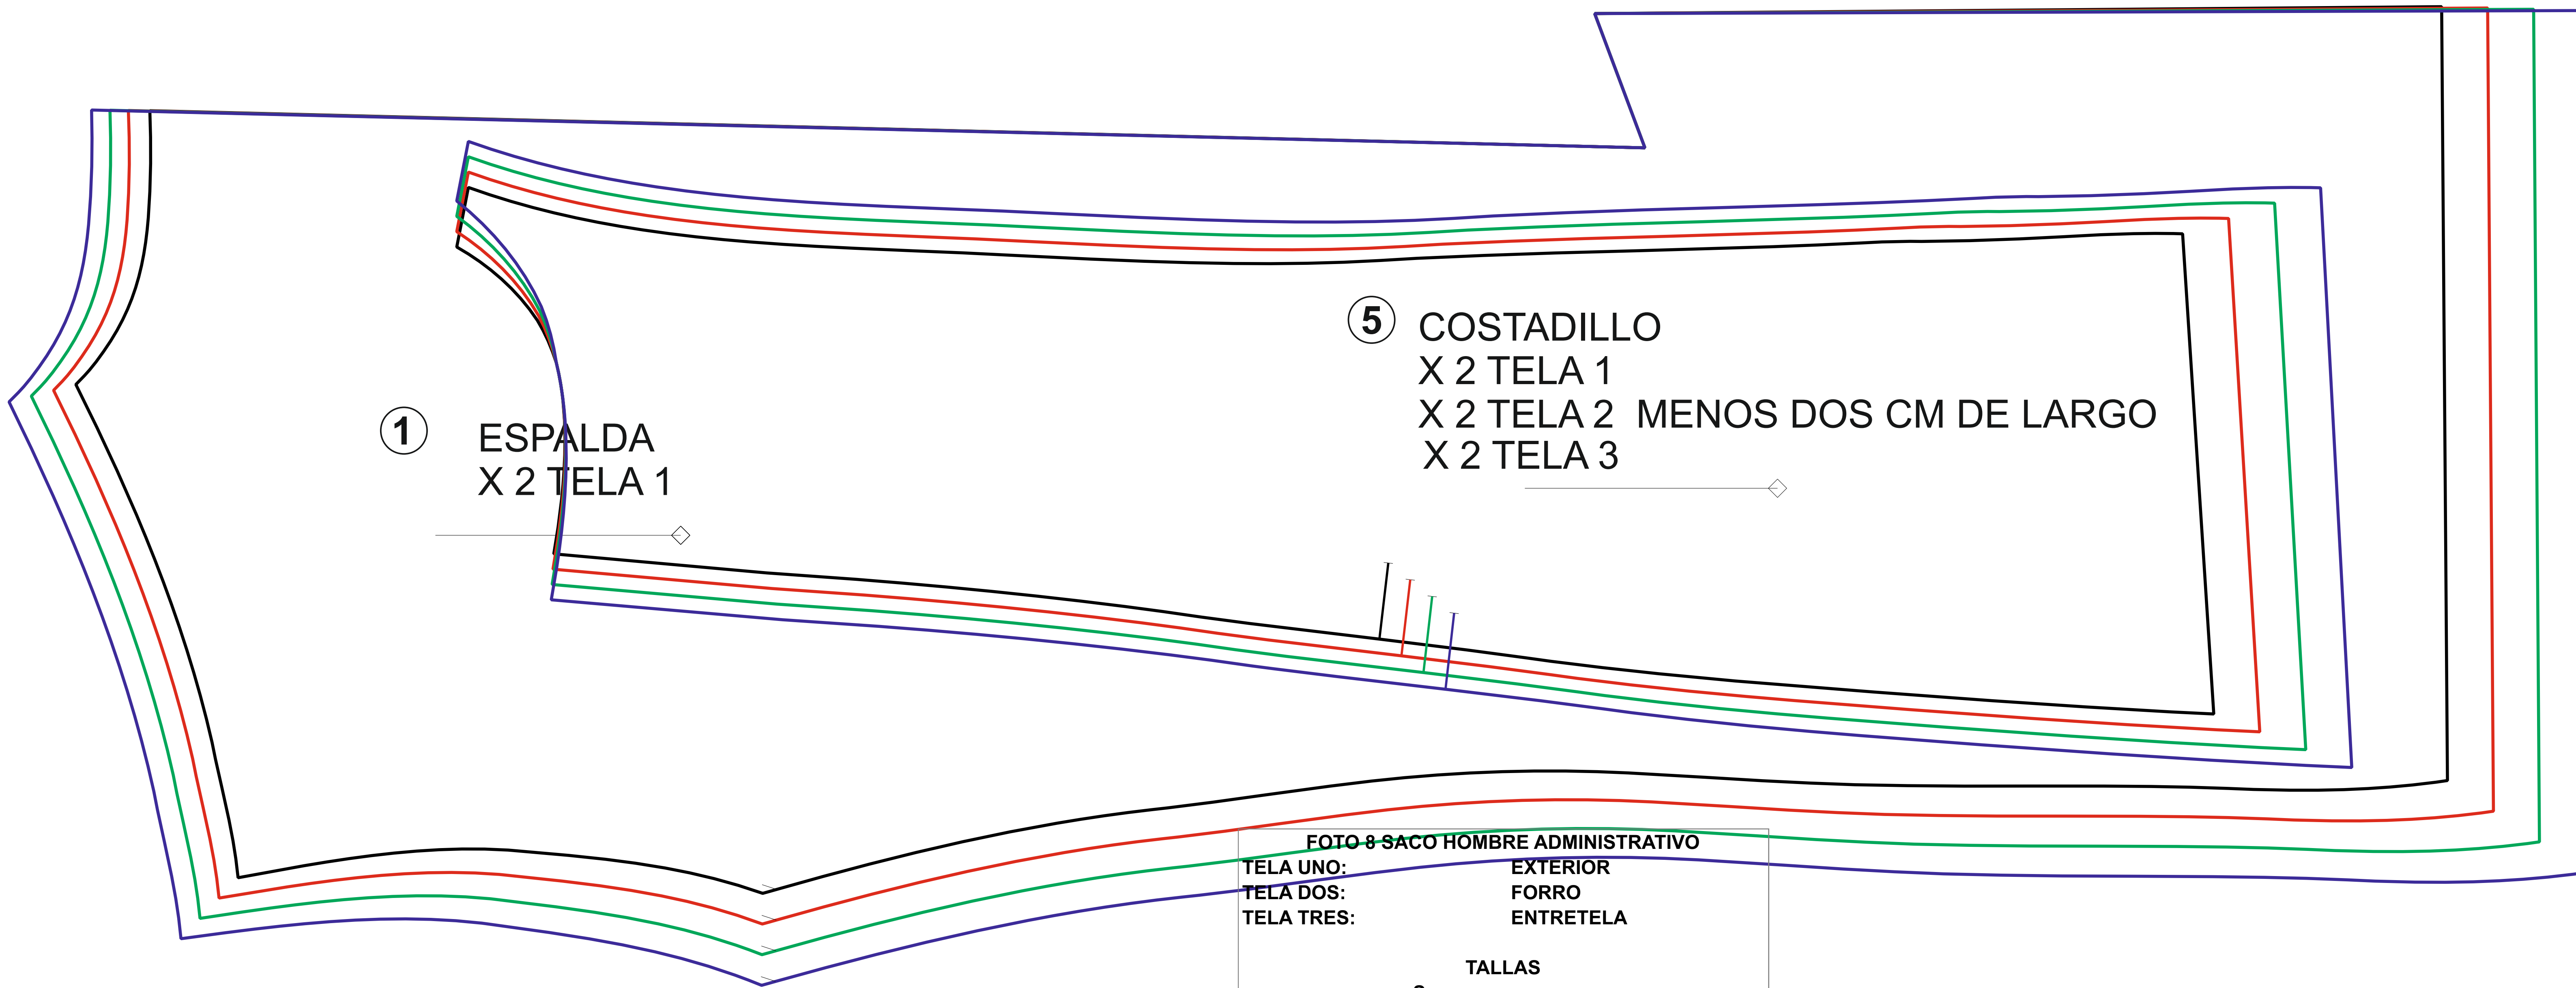 5 COSTADILLO
X 2 TELA 1
X 2 TELA 2 MENOS DOS CM DE LARGO
X 2 TELA 3
1 ESPALDA
X 2 TELA 1
FOTO 8 SACO HOMBRE ADMINISTRATIVO
TELA UNO: EXTERIOR
TELA DOS: FORRO
TELA TRES: ENTRETELA
TALLAS